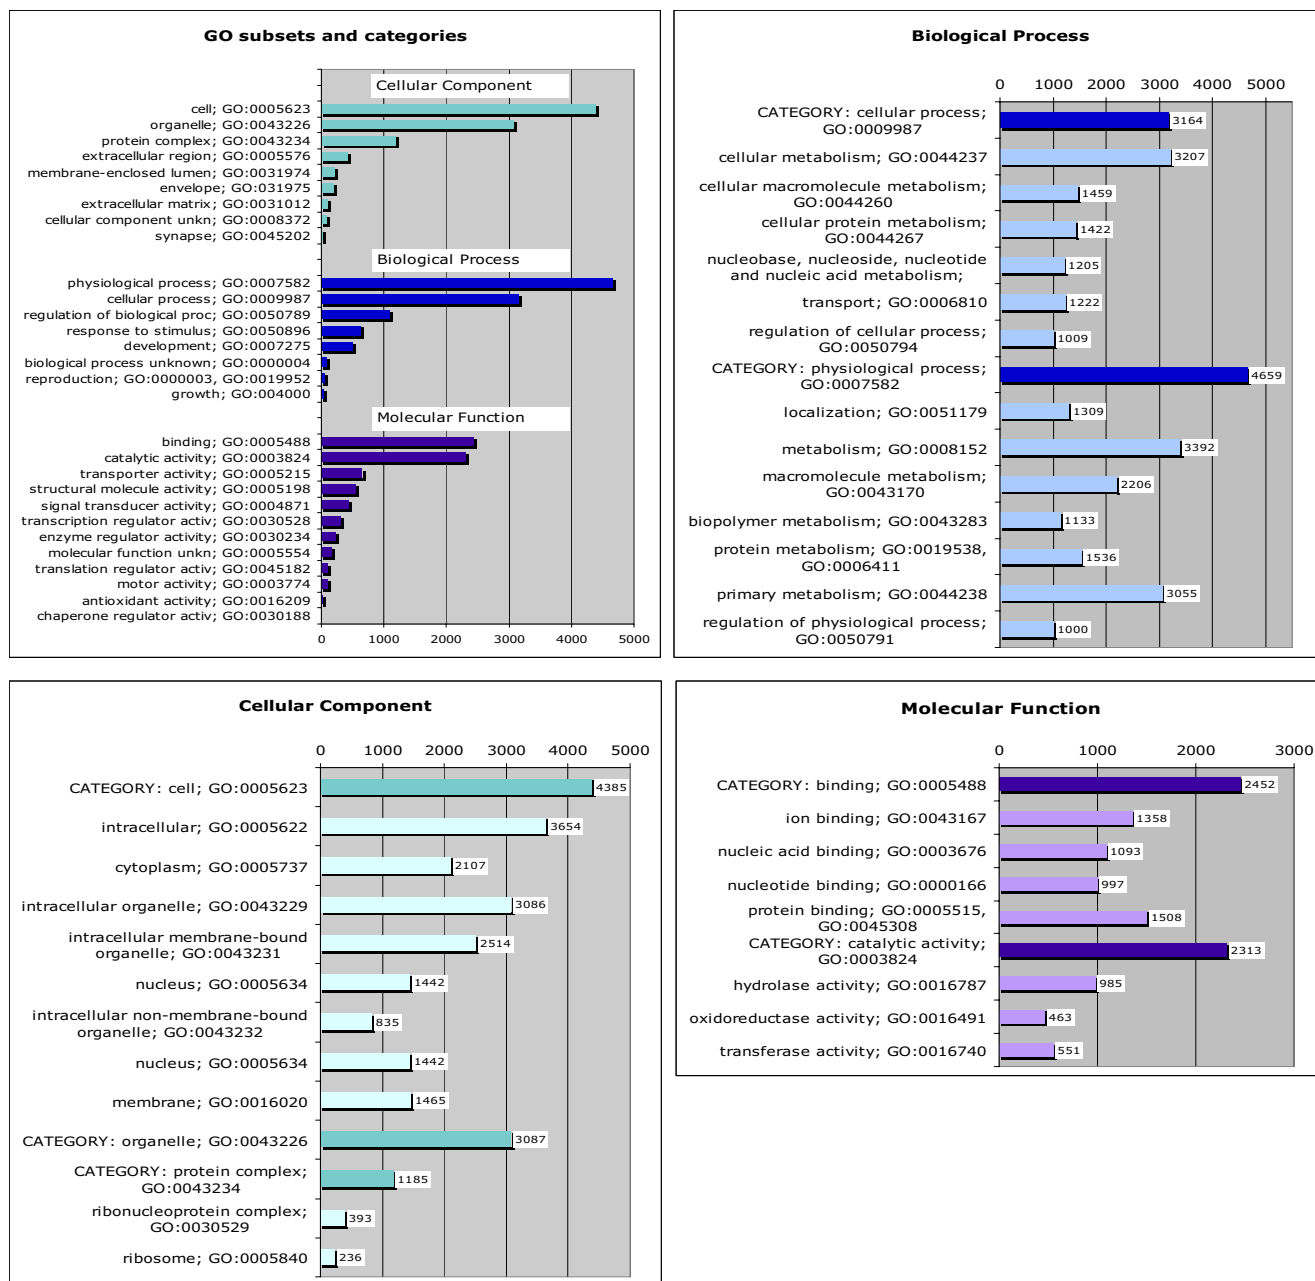 GO subsets and categories
Cellular Component
cell; GO:0005623
organelle; GO:0043226
protein complex; GO:0043234
extracellular region; GO:0005576
membrane-enclosed lumen; GO:0031974
envelope; GO:031975
extracellular matrix; GO:0031012
cellular component unkn; GO:0008372
synapse; GO:0045202
Biological Process
physiological process; GO:0007582
cellular process; GO:0009987
regulation of biological proc; GO:0050789
response to stimulus; GO:0050896
development; GO:0007275
biological process unknown; GO:0000004
reproduction; GO:0000003, GO:0019952
growth; GO:004000
Molecular Function
binding; GO:0005488
catalytic activity; GO:0003824
transporter activity; GO:0005215
structural molecule activity; GO:0005198
signal transducer activity; GO:0004871
transcription regulator activ; GO:0030528
enzyme regulator activity; GO:0030234
molecular function unkn; GO:0005554
translation regulator activ; GO:0045182
motor activity; GO:0003774
antioxidant activity; GO:0016209
chaperone regulator activ; GO:0030188
0 1000 2000 3000 4000 5000
Biological Process
0 1000 2000 3000 4000 5000
CATEGORY: cellular process;
GO:0009987
3164
cellular metabolism; GO:0044237
3207
cellular macromolecule metabolism;
GO:0044260
1459
cellular protein metabolism;
GO:0044267
1422
nucleobase, nucleoside, nucleotide
and nucleic acid metabolism;
1205
transport; GO:0006810
1222
regulation of cellular process;
GO:0050794
1009
CATEGORY: physiological process;
GO:0007582
4659
localization; GO:0051179
1309
metabolism; GO:0008152
3392
macromolecule metabolism;
GO:0043170
2206
biopolymer metabolism; GO:0043283
1133
protein metabolism; GO:0019538,
GO:0006411
1536
primary metabolism; GO:0044238
3055
regulation of physiological process;
GO:0050791
1000
Cellular Component
0 1000 2000 3000 4000 5000
CATEGORY: cell; GO:0005623
4385
intracellular; GO:0005622
3654
cytoplasm; GO:0005737
2107
intracellular organelle; GO:0043229
3086
intracellular membrane-bound
organelle; GO:0043231
2514
nucleus; GO:0005634
1442
intracellular non-membrane-bound
organelle; GO:0043232
835
nucleus; GO:0005634
1442
membrane; GO:0016020
1465
CATEGORY: organelle; GO:0043226
3087
CATEGORY: protein complex;
GO:0043234
1185
ribonucleoprotein complex;
GO:0030529
393
ribosome; GO:0005840
236
Molecular Function
0 1000 2000 3000
CATEGORY: binding; GO:0005488
2452
ion binding; GO:0043167
1358
nucleic acid binding; GO:0003676
1093
nucleotide binding; GO:0000166
997
protein binding; GO:0005515,
GO:0045308
1508
CATEGORY: catalytic activity;
GO:0003824
2313
hydrolase activity; GO:0016787
985
oxidoreductase activity; GO:0016491
463
transferase activity; GO:0016740
551